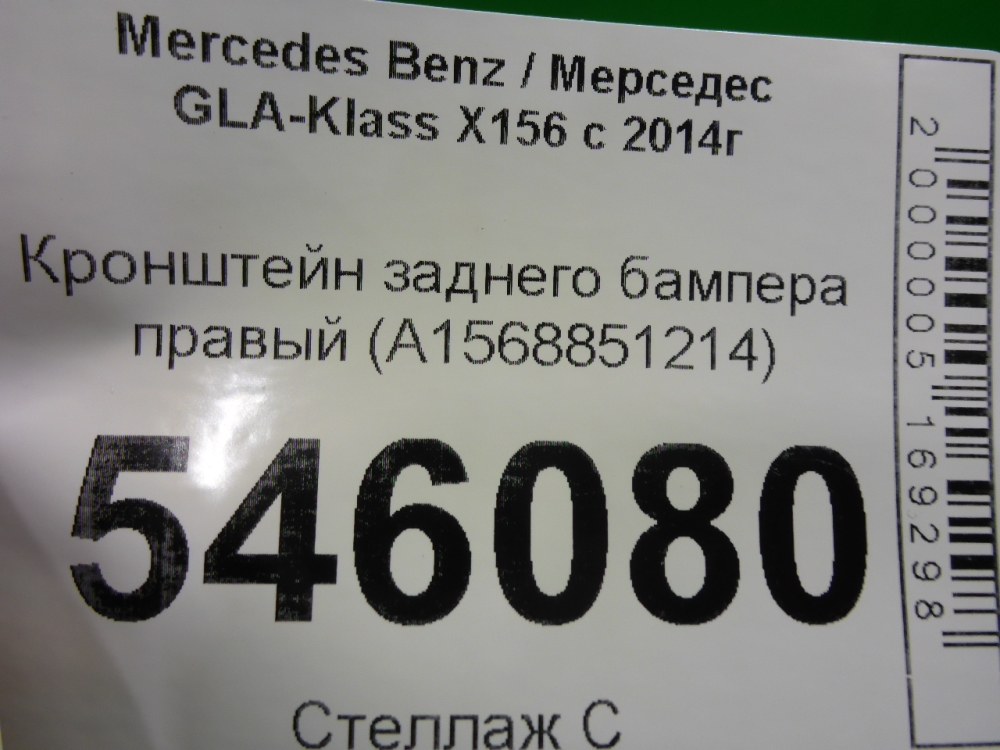 Mercedes Benz / Мерседес
GLA-Klass X156 с 2014г
Кронштейн заднего бампера
правый (A1568851214)
546080
Стеллаж С
2000005169298